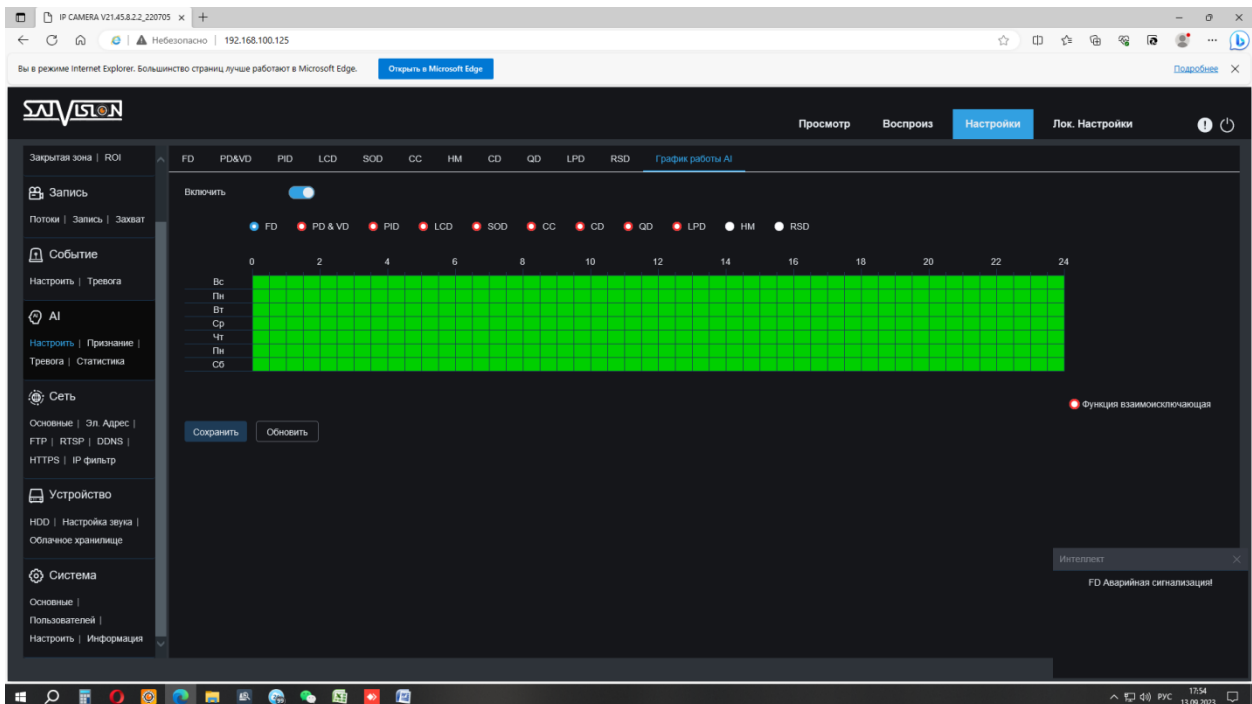 IP CAMERA V21.45.8.2.2_220705
Небезопасно | 192.168.100.125
Вы в режиме Internet Explorer. Большинство страниц лучше работают в Microsoft Edge. Открыть в Microsoft Edge Подробнее
SATVISION
Просмотр Воспроиз Настройки Лок. Настройки
Закрытая зона | ROI
Запись
Потоки | Запись | Захват
Событие
Настроить | Тревога
AI
Настроить | Признание |
Тревога | Статистика
Сеть
Основные | Эл. Адрес |
FTP | RTSP | DDNS |
HTTPS | IP фильтр
Устройство
HDD | Настройка звука |
Облачное хранилище
Система
Основные |
Пользователей |
Настроить | Информация
FD PD&VD PID LCD SOD CC HM CD QD LPD RSD График работы AI
Включить
FD PD & VD PID LCD SOD CC CD QD LPD HM RSD
0 2 4 6 8 10 12 14 16 18 20 22 24
Вс
Пн
Вт
Ср
Чт
Пн
Сб
Функция взаимоисключающая
Сохранить Обновить
Интеллект
FD Аварийная сигнализация!
РУС 17:54
13.09.2023